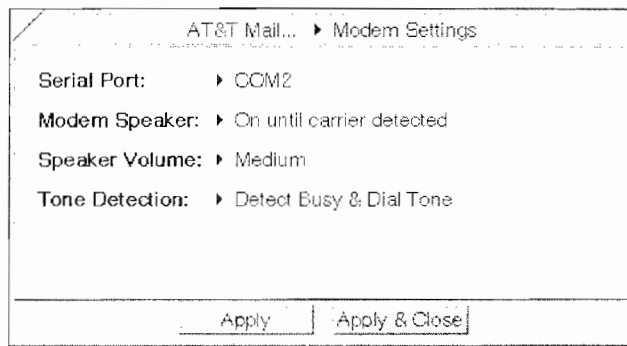 AT&T Mail... ▸ Modem Settings
Serial Port: ▸ COM2
Modem Speaker: ▸ On until carrier detected
Speaker Volume: ▸ Medium
Tone Detection: ▸ Detect Busy & Dial Tone
Apply Apply & Close